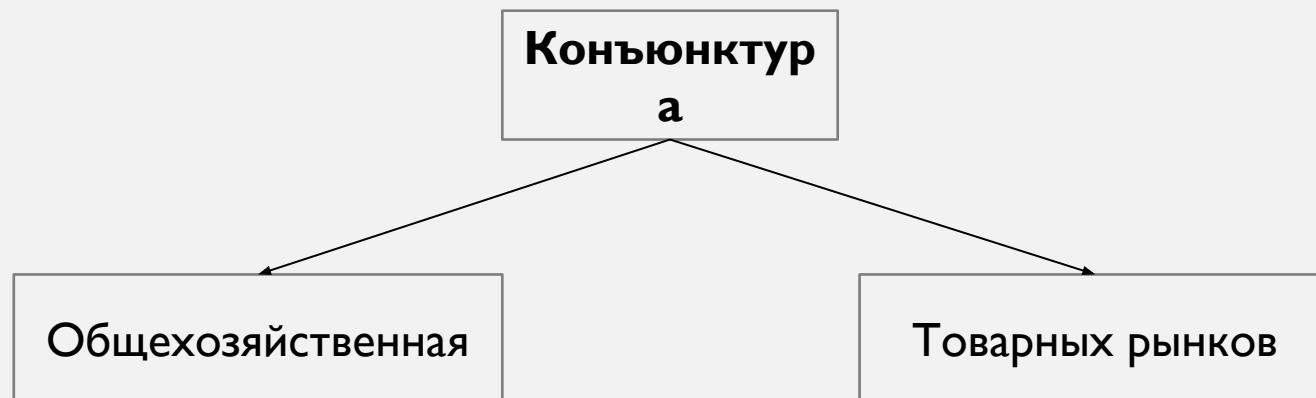 Конъюнктур
а
Общехозяйственная
Товарных рынков